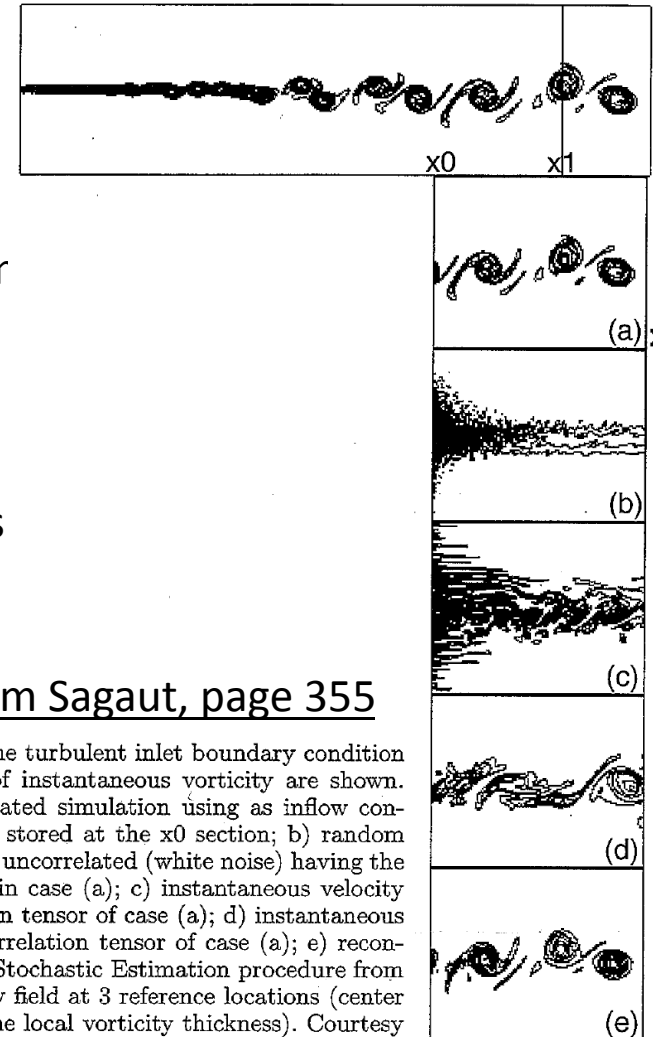 x0 x1
(a)
(b)
(c)
m Sagaut, page 355
ne turbulent inlet boundary condition
of instantaneous vorticity are shown.
ated simulation using as inflow con-
stored at the x0 section; b) random
uncorrelated (white noise) having the
in case (a); c) instantaneous velocity
n tensor of case (a); d) instantaneous
rrelation tensor of case (a); e) recon-
Stochastic Estimation procedure from
y field at 3 reference locations (center
ne local vorticity thickness). Courtesy
(d)
(e)